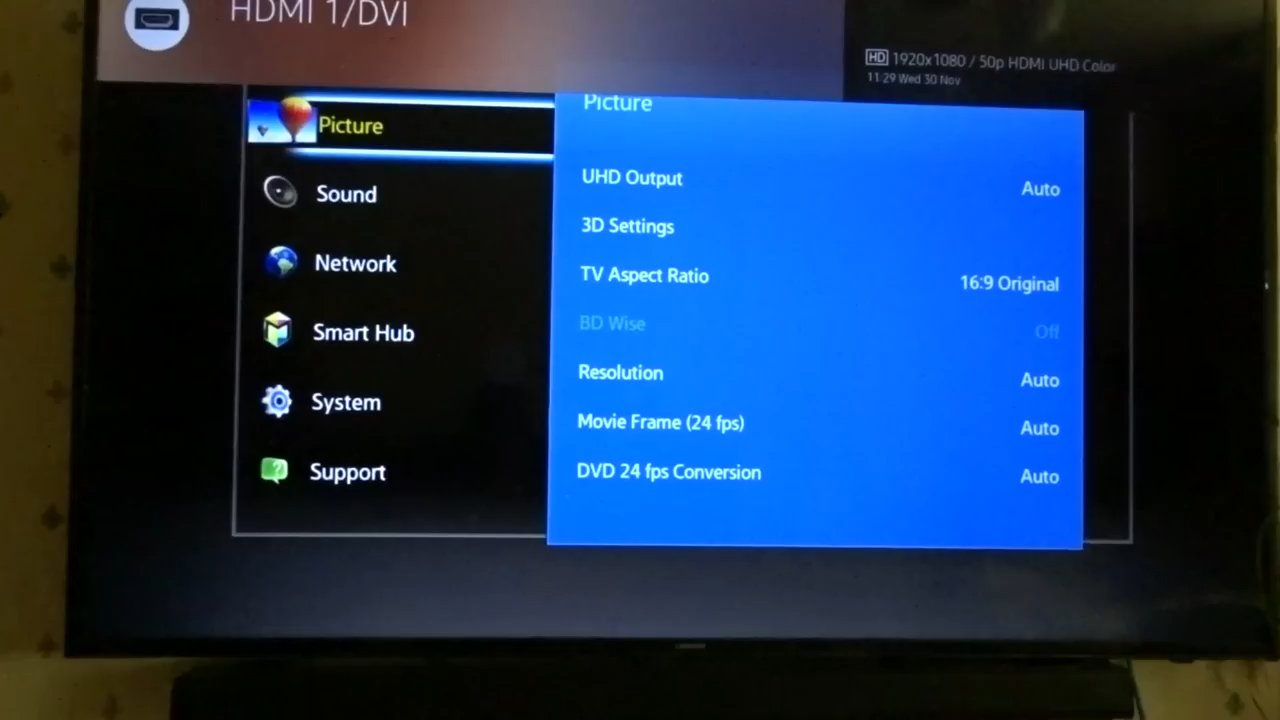 HDMI 1/DVI
HD 1920x1080 / 50p HDMI UHD Color
11:29 Wed 30 Nov
Picture
Sound
Network
Smart Hub
System
Support
Picture
UHD Output Auto
3D Settings
TV Aspect Ratio 16:9 Original
BD Wise Off
Resolution Auto
Movie Frame (24 fps) Auto
DVD 24 fps Conversion Auto